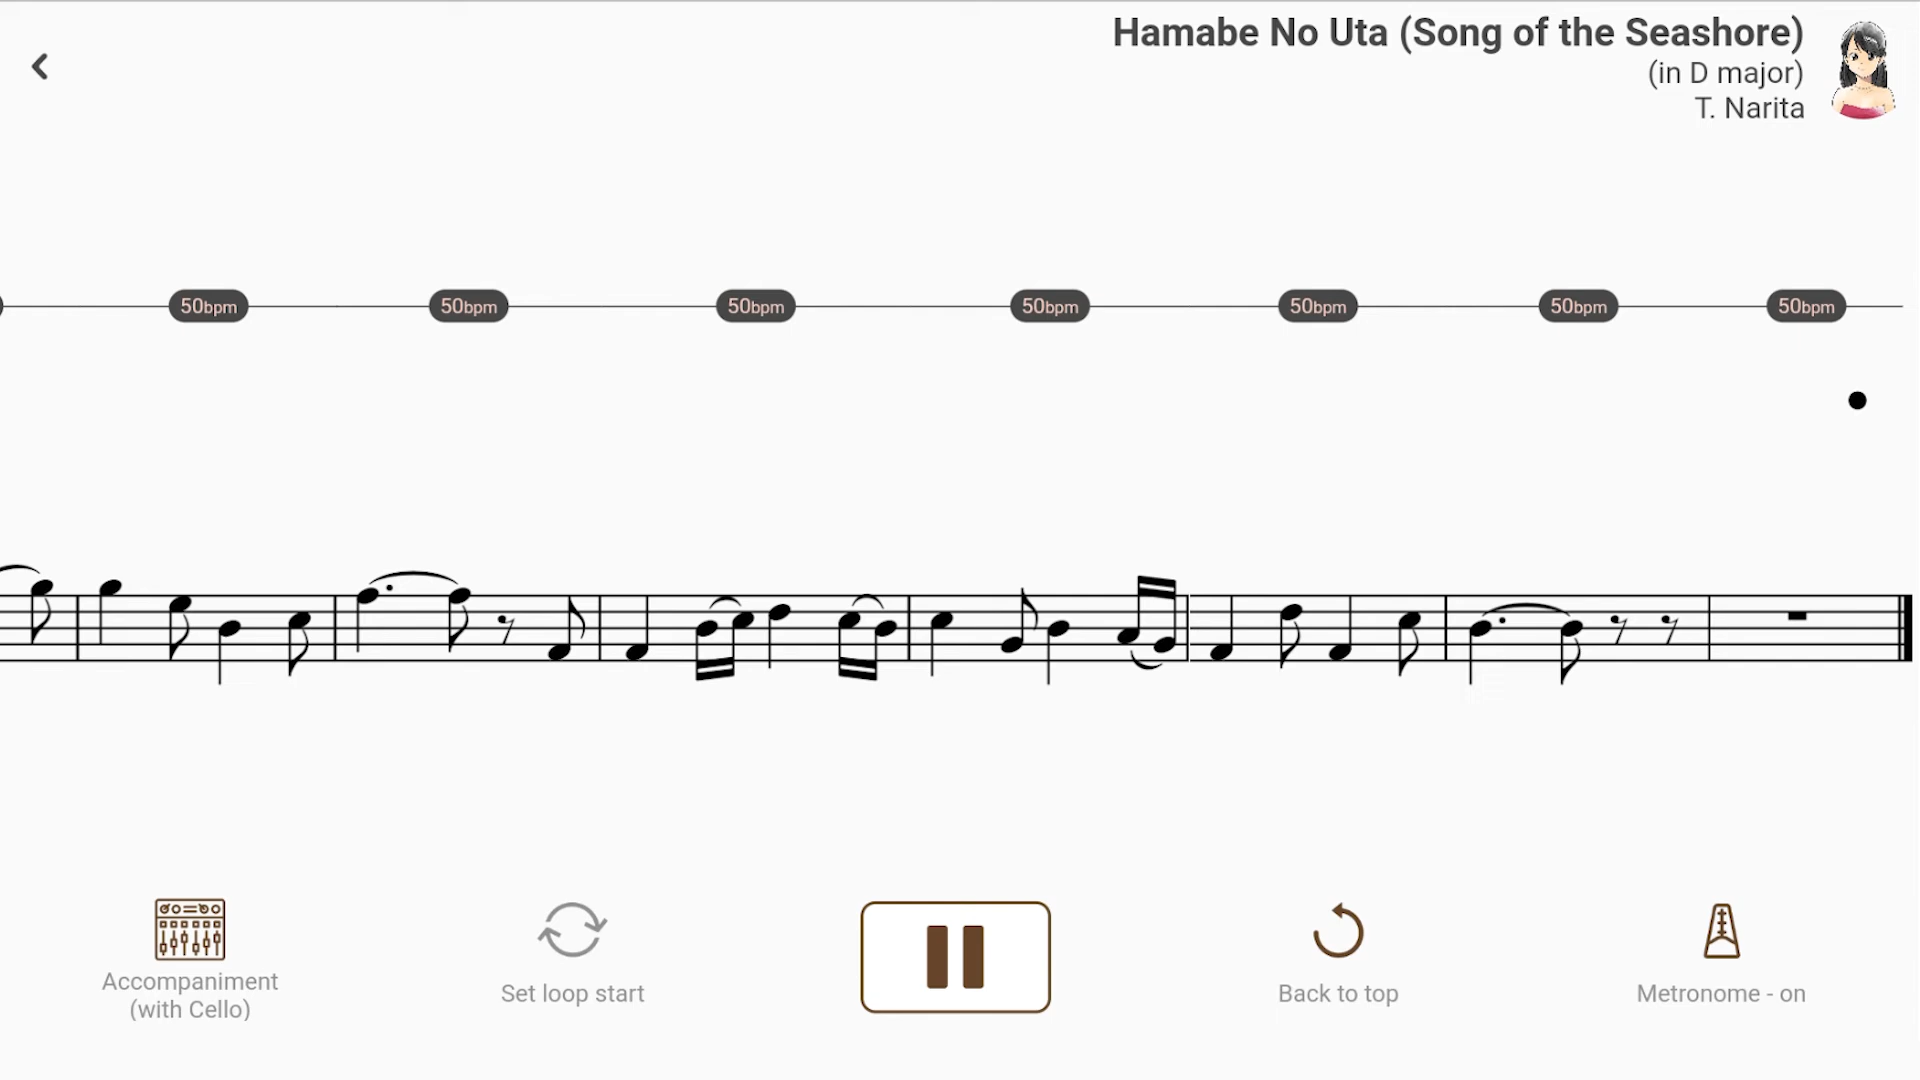 Hamabe No Uta (Song of the Seashore)
(in D major)
T. Narita
50bpm 50bpm 50bpm 50bpm 50bpm 50bpm 50bpm
Accompaniment
(with Cello)
Set loop start
Back to top
Metronome - on